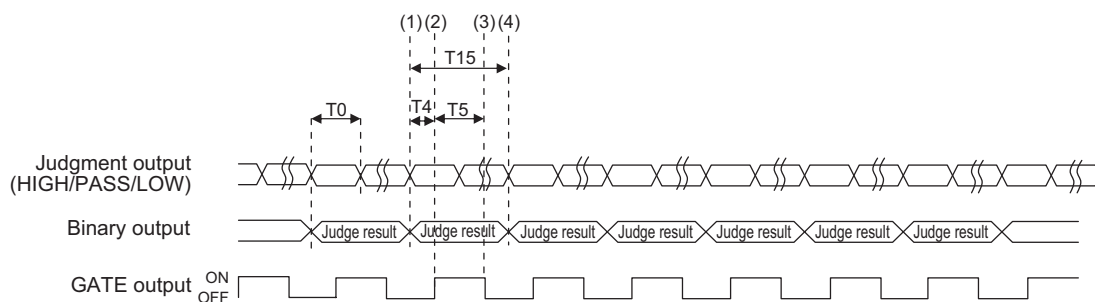 (1) (2) (3) (4)
T15
T0 T4 T5
Judgment output
(HIGH/PASS/LOW)
Binary output Judge result Judge result Judge result Judge result Judge result Judge result Judge result
GATE output ON
OFF